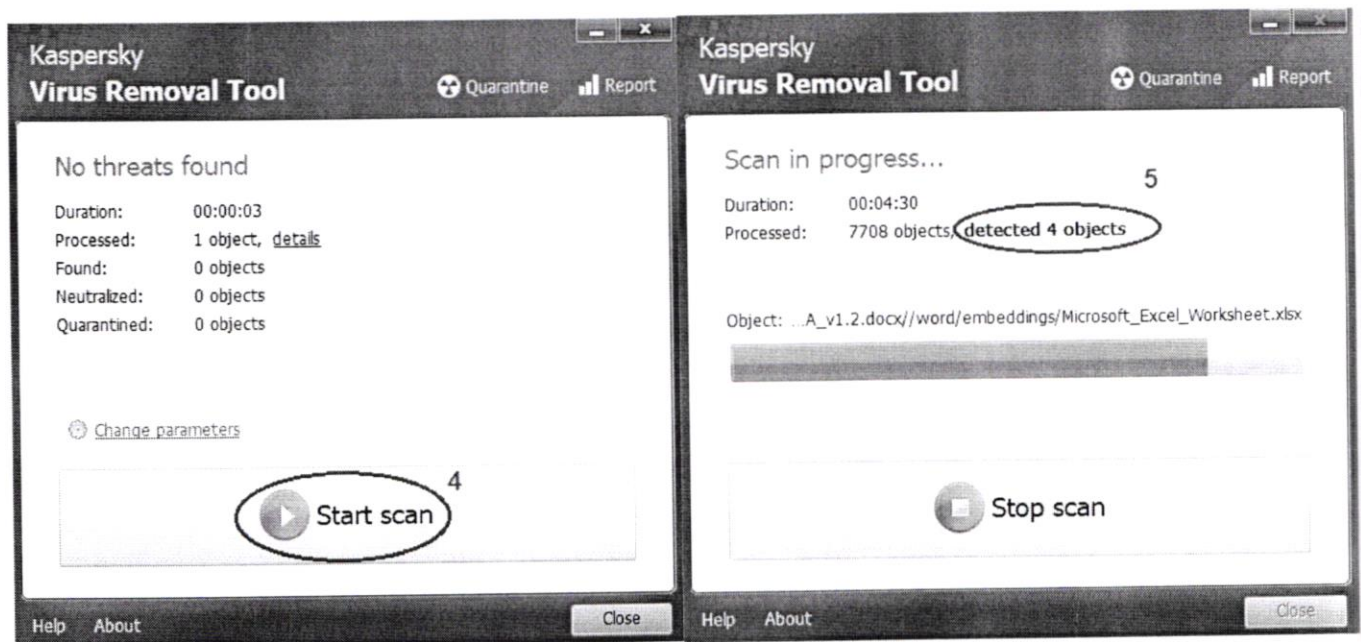 Kaspersky
Virus Removal Tool
Quarantine
Report
No threats found
Duration: 00:00:03
Processed: 1 object, details
Found: 0 objects
Neutralized: 0 objects
Quarantined: 0 objects
Change parameters
4
Start scan
Help About
Close
Kaspersky
Virus Removal Tool
Quarantine
Report
Scan in progress...
5
Duration: 00:04:30
Processed: 7708 objects, detected 4 objects
Object: ...A_v1.2.docx//word/embeddings/Microsoft_Excel_Worksheet.xlsx
Stop scan
Help About
Close